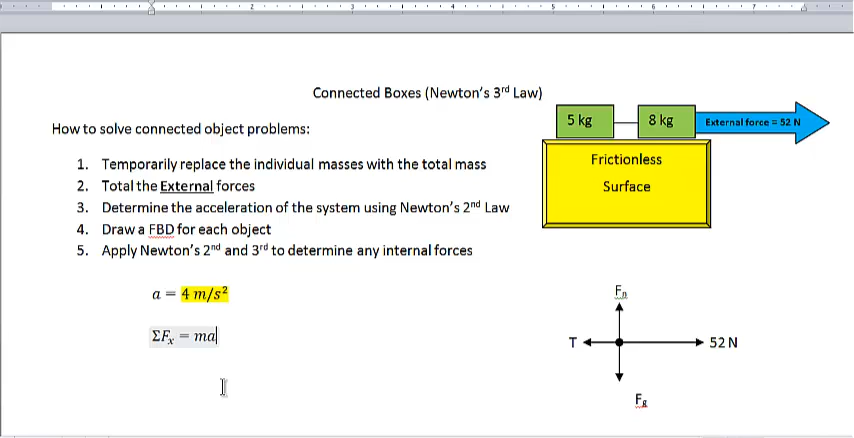 Connected Boxes (Newton's 3rd Law)
How to solve connected object problems:
1. Temporarily replace the individual masses with the total mass
2. Total the External forces
3. Determine the acceleration of the system using Newton's 2nd Law
4. Draw a FBD for each object
5. Apply Newton's 2nd and 3rd to determine any internal forces
a = 4 m/s²
ΣFₓ = ma
5 kg
8 kg
External force = 52 N
Frictionless
Surface
Fn
T
52 N
Fg